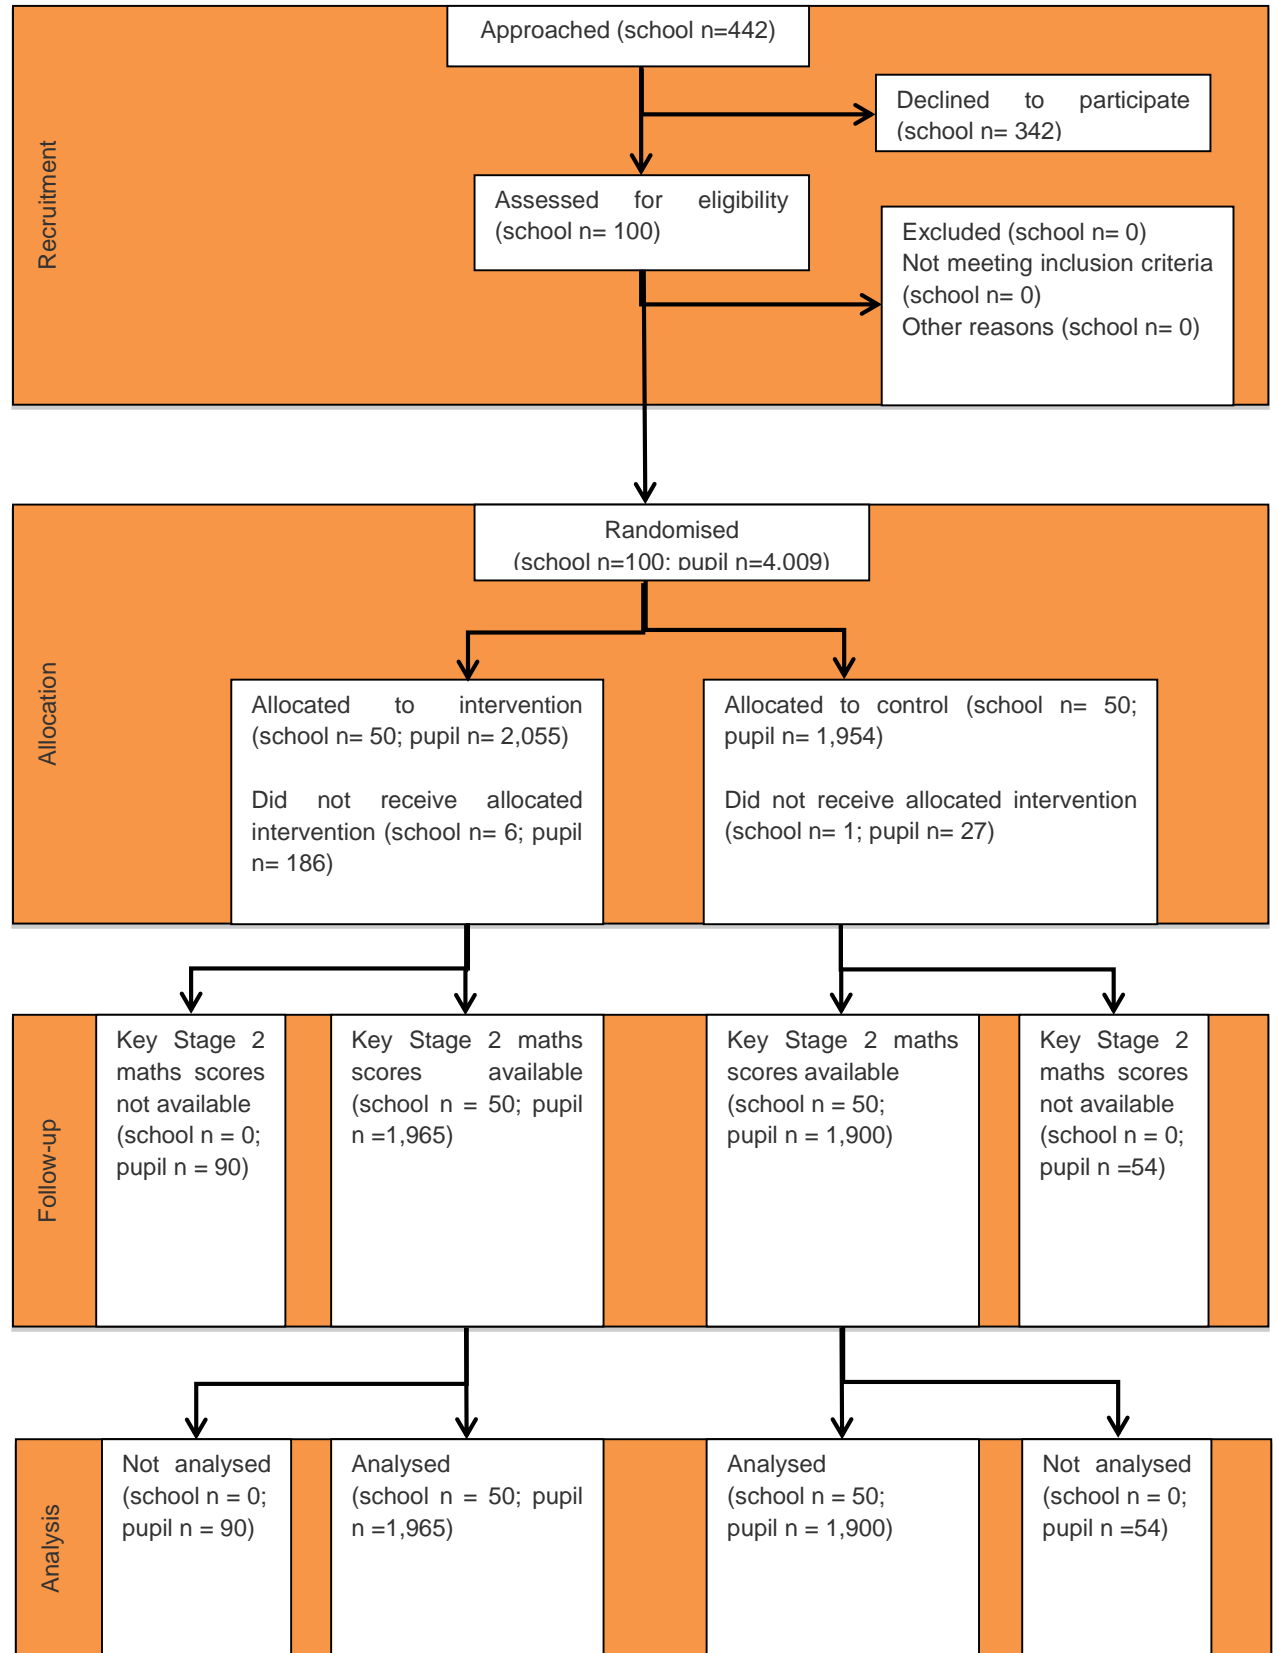 Approached (school n=442)
Declined to participate
(school n= 342)
Recruitment
Assessed for eligibility
(school n= 100)
Excluded (school n= 0)
Not meeting inclusion criteria
(school n= 0)
Other reasons (school n= 0)
Randomised
(school n=100; pupil n=4,009)
Allocation
Allocated to intervention
(school n= 50; pupil n= 2,055)
Did not receive allocated
intervention (school n= 6; pupil
n= 186)
Allocated to control (school n= 50;
pupil n= 1,954)
Did not receive allocated intervention
(school n= 1; pupil n= 27)
Follow-up
Key Stage 2
maths scores
not available
(school n = 0;
pupil n = 90)
Key Stage 2 maths
scores available
(school n = 50; pupil
n =1,965)
Key Stage 2 maths
scores available
(school n = 50;
pupil n = 1,900)
Key Stage 2
maths scores
not available
(school n = 0;
pupil n =54)
Analysis
Not analysed
(school n = 0;
pupil n = 90)
Analysed
(school n = 50; pupil
n =1,965)
Analysed
(school n = 50;
pupil n = 1,900)
Not analysed
(school n = 0;
pupil n =54)